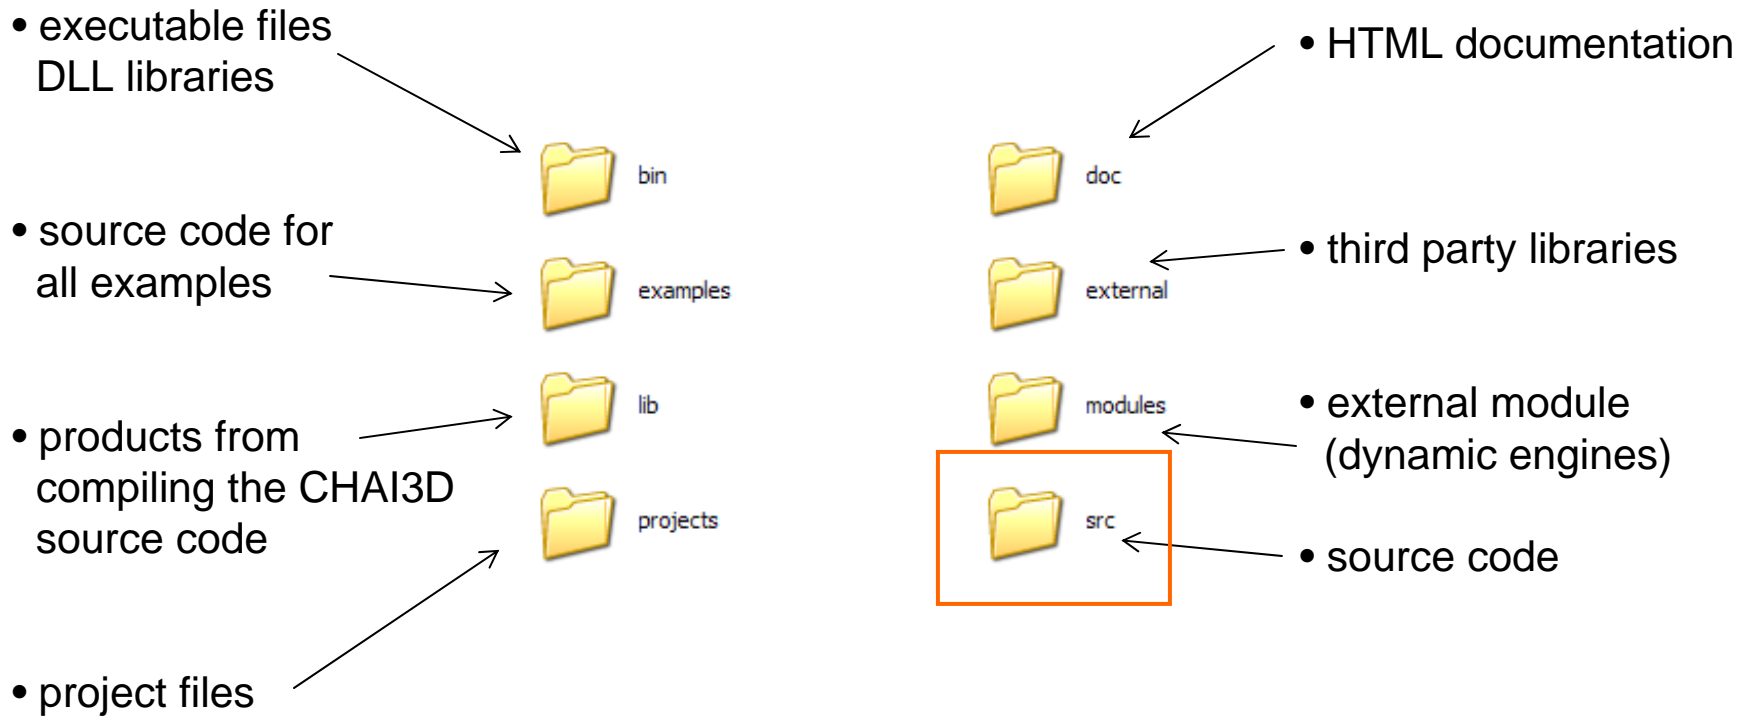 • executable files
DLL libraries
• source code for
all examples
• products from
compiling the CHAI3D
source code
• project files
bin
examples
lib
projects
doc
external
modules
src
• HTML documentation
• third party libraries
• external module
(dynamic engines)
• source code